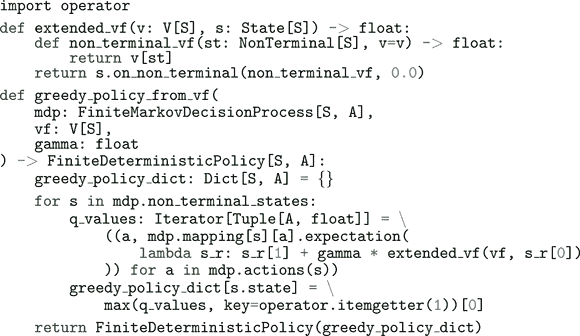 import operator
def extended_vf(v: V[S], s: State[S]) -> float:
    def non_terminal_vf(st: NonTerminal[S], v=v) -> float:
        return v[st]
    return s.on_non_terminal(non_terminal_vf, 0.0)
def greedy_policy_from_vf(
    mdp: FiniteMarkovDecisionProcess[S, A],
    vf: V[S],
    gamma: float
) -> FiniteDeterministicPolicy[S, A]:
    greedy_policy_dict: Dict[S, A] = {}
    for s in mdp.non_terminal_states:
        q_values: Iterator[Tuple[A, float]] = \
            ((a, mdp.mapping[s][a].expectation(
                lambda s_r: s_r[1] + gamma * extended_vf(vf, s_r[0])
            )) for a in mdp.actions(s))
        greedy_policy_dict[s.state] = \
            max(q_values, key=operator.itemgetter(1))[0]
    return FiniteDeterministicPolicy(greedy_policy_dict)